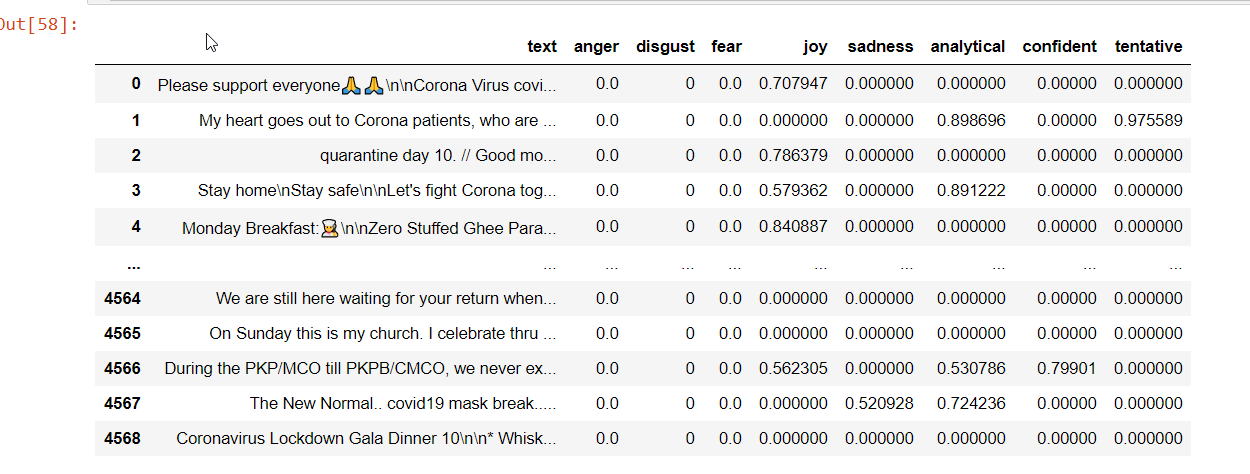 Out[58]:
text anger disgust fear joy sadness analytical confident tentative
0 Please support everyone🙏🙏\n\nCorona Virus covi... 0.0 0 0.0 0.707947 0.000000 0.000000 0.00000 0.000000
1 My heart goes out to Corona patients, who are ... 0.0 0 0.0 0.000000 0.000000 0.898696 0.00000 0.975589
2 quarantine day 10. // Good mo... 0.0 0 0.0 0.786379 0.000000 0.000000 0.00000 0.000000
3 Stay home\nStay safe\n\nLet's fight Corona tog... 0.0 0 0.0 0.579362 0.000000 0.891222 0.00000 0.000000
4 Monday Breakfast:👩‍🍳\n\nZero Stuffed Ghee Para... 0.0 0 0.0 0.840887 0.000000 0.000000 0.00000 0.000000
... ... ... ... ... ... ... ... ... ...
4564 We are still here waiting for your return when... 0.0 0 0.0 0.000000 0.000000 0.000000 0.00000 0.000000
4565 On Sunday this is my church. I celebrate thru ... 0.0 0 0.0 0.000000 0.000000 0.000000 0.00000 0.000000
4566 During the PKP/MCO till PKPB/CMCO, we never ex... 0.0 0 0.0 0.562305 0.000000 0.530786 0.79901 0.000000
4567 The New Normal.. covid19 mask break..... 0.0 0 0.0 0.000000 0.520928 0.724236 0.00000 0.000000
4568 Coronavirus Lockdown Gala Dinner 10\n\n* Whisk... 0.0 0 0.0 0.000000 0.000000 0.000000 0.00000 0.000000